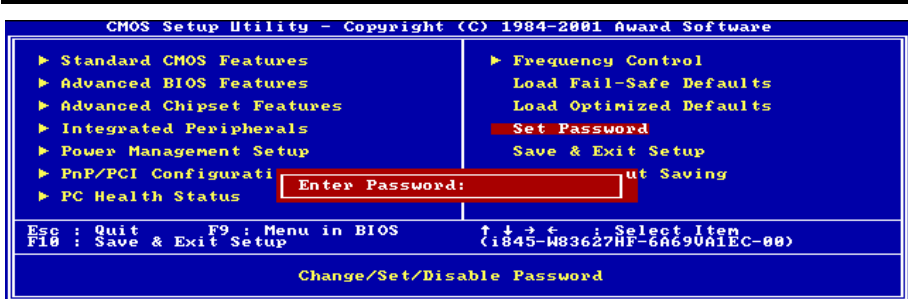 CMOS Setup Utility - Copyright (C) 1984-2001 Award Software
▶ Standard CMOS Features
▶ Advanced BIOS Features
▶ Advanced Chipset Features
▶ Integrated Peripherals
▶ Power Management Setup
▶ PnP/PCI Configurati
▶ PC Health Status
▶ Frequency Control
Load Fail-Safe Defaults
Load Optimized Defaults
Set Password
Save & Exit Setup
ut Saving
Enter Password:
Esc : Quit F9 : Menu in BIOS ↑ ↓ → ← : Select Item
F10 : Save & Exit Setup (i845-W83627HF-6A69VA1EC-00)
Change/Set/Disable Password